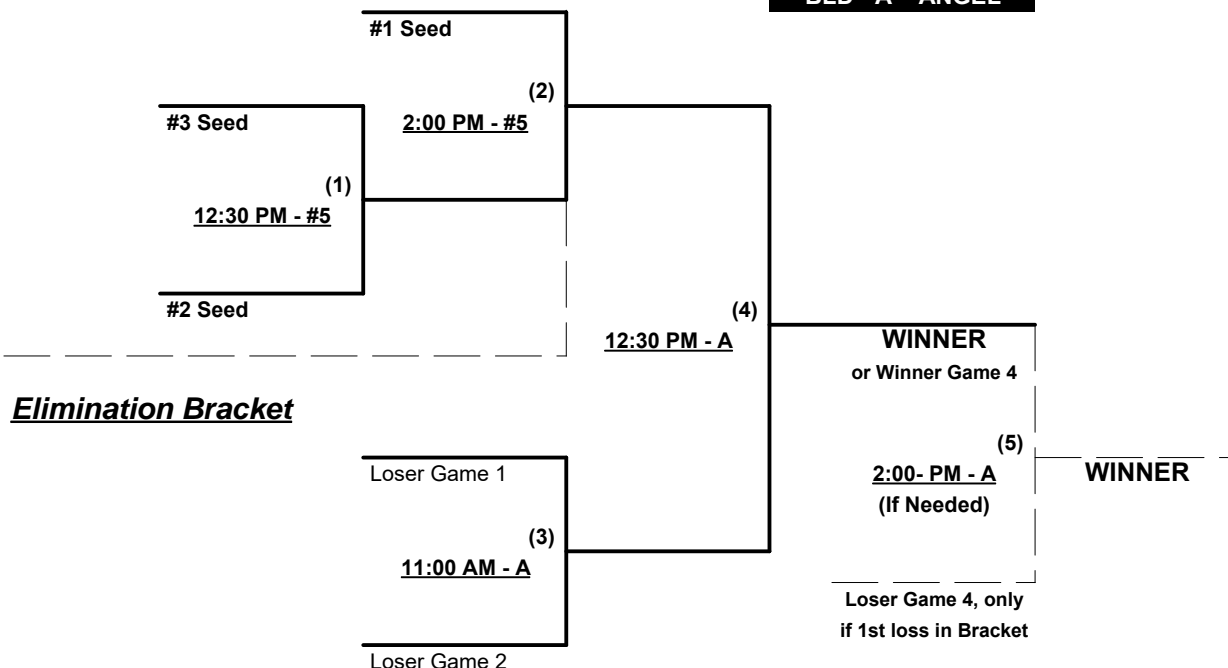 #1 Seed
(2)
2:00 PM - #5
#3 Seed
(1)
12:30 PM - #5
#2 Seed
(4)
12:30 PM - A
WINNER
or Winner Game 4
Elimination Bracket
(5)
2:00- PM - A
(If Needed)
WINNER
Loser Game 1
(3)
11:00 AM - A
Loser Game 4, only
if 1st loss in Bracket
Loser Game 2